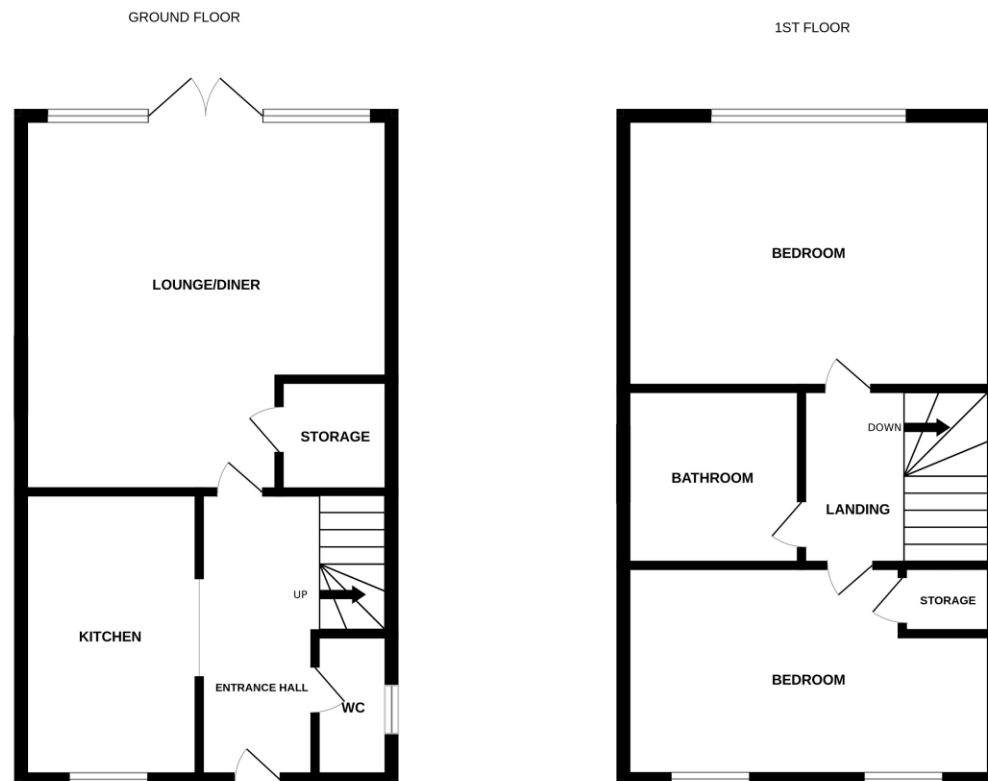 GROUND FLOOR
LOUNGE/DINER
STORAGE
UP
KITCHEN
ENTRANCE HALL
WC
1ST FLOOR
BEDROOM
DOWN
BATHROOM
LANDING
STORAGE
BEDROOM